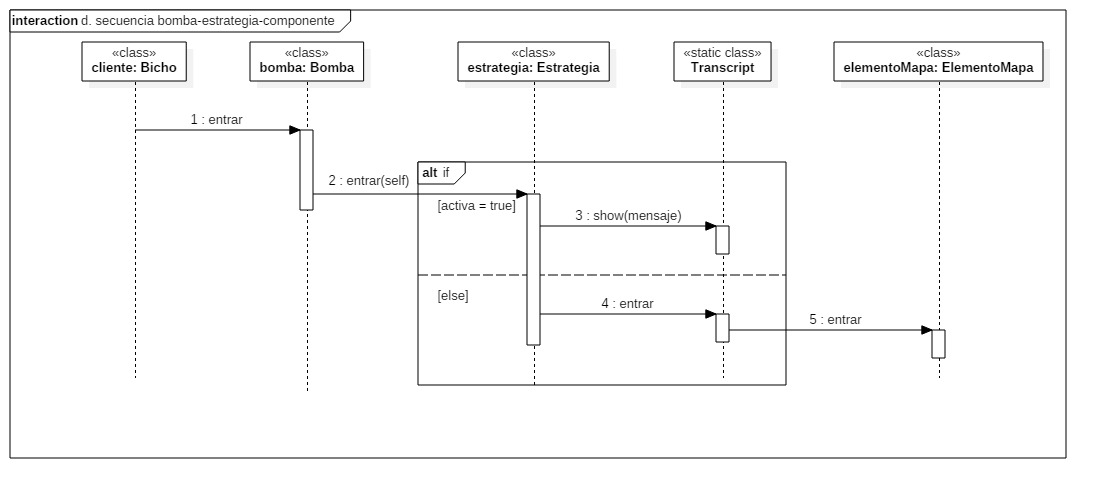 interaction d. secuencia bomba-estrategia-componente
«class»
cliente: Bicho
«class»
bomba: Bomba
«class»
estrategia: Estrategia
«static class»
Transcript
«class»
elementoMapa: ElementoMapa
1 : entrar
alt if
2 : entrar(self)
[activa = true]
3 : show(mensaje)
[else]
4 : entrar
5 : entrar